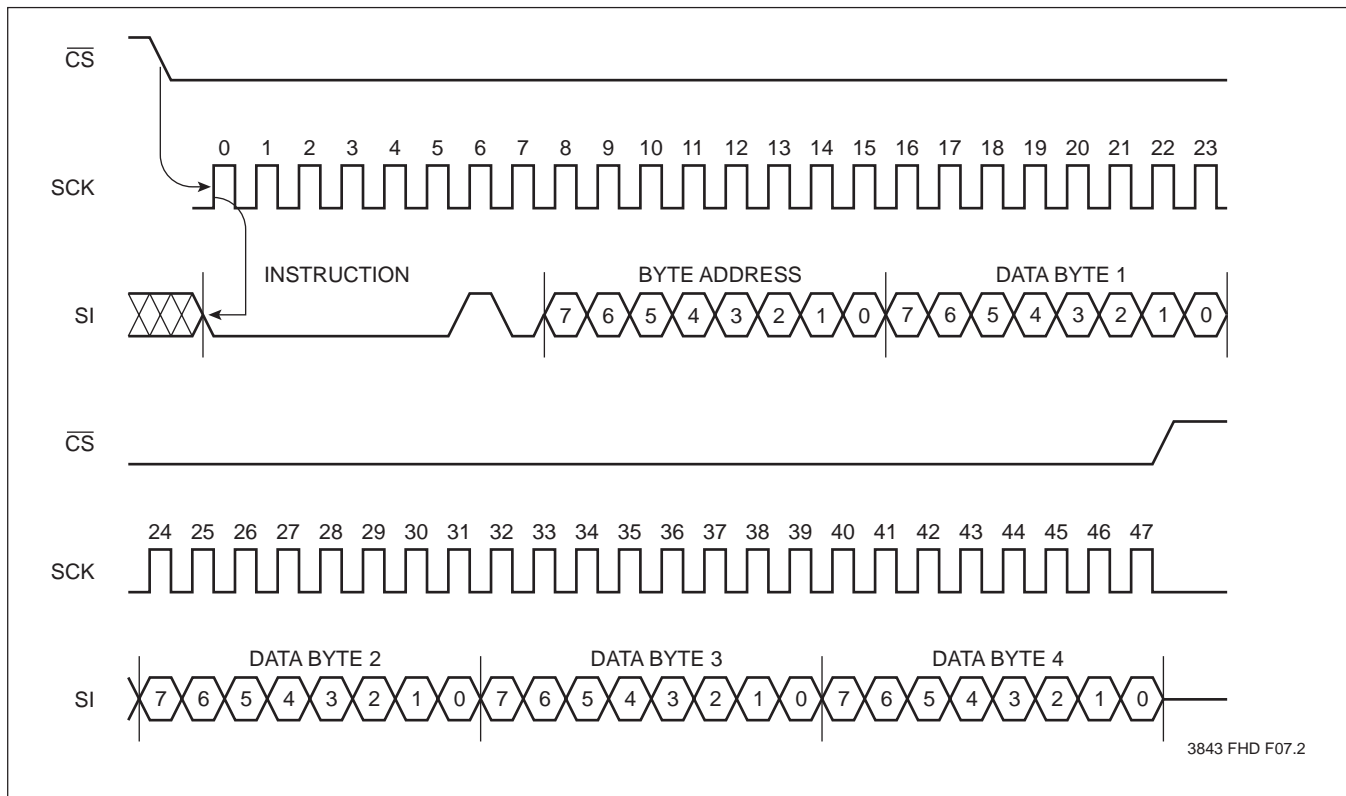 CS
0 1 2 3 4 5 6 7 8 9 10 11 12 13 14 15 16 17 18 19 20 21 22 23
SCK
INSTRUCTION BYTE ADDRESS DATA BYTE 1
SI 7 6 5 4 3 2 1 0 7 6 5 4 3 2 1 0
CS
24 25 26 27 28 29 30 31 32 33 34 35 36 37 38 39 40 41 42 43 44 45 46 47
SCK
DATA BYTE 2 DATA BYTE 3 DATA BYTE 4
SI 7 6 5 4 3 2 1 0 7 6 5 4 3 2 1 0 7 6 5 4 3 2 1 0
3843 FHD F07.2